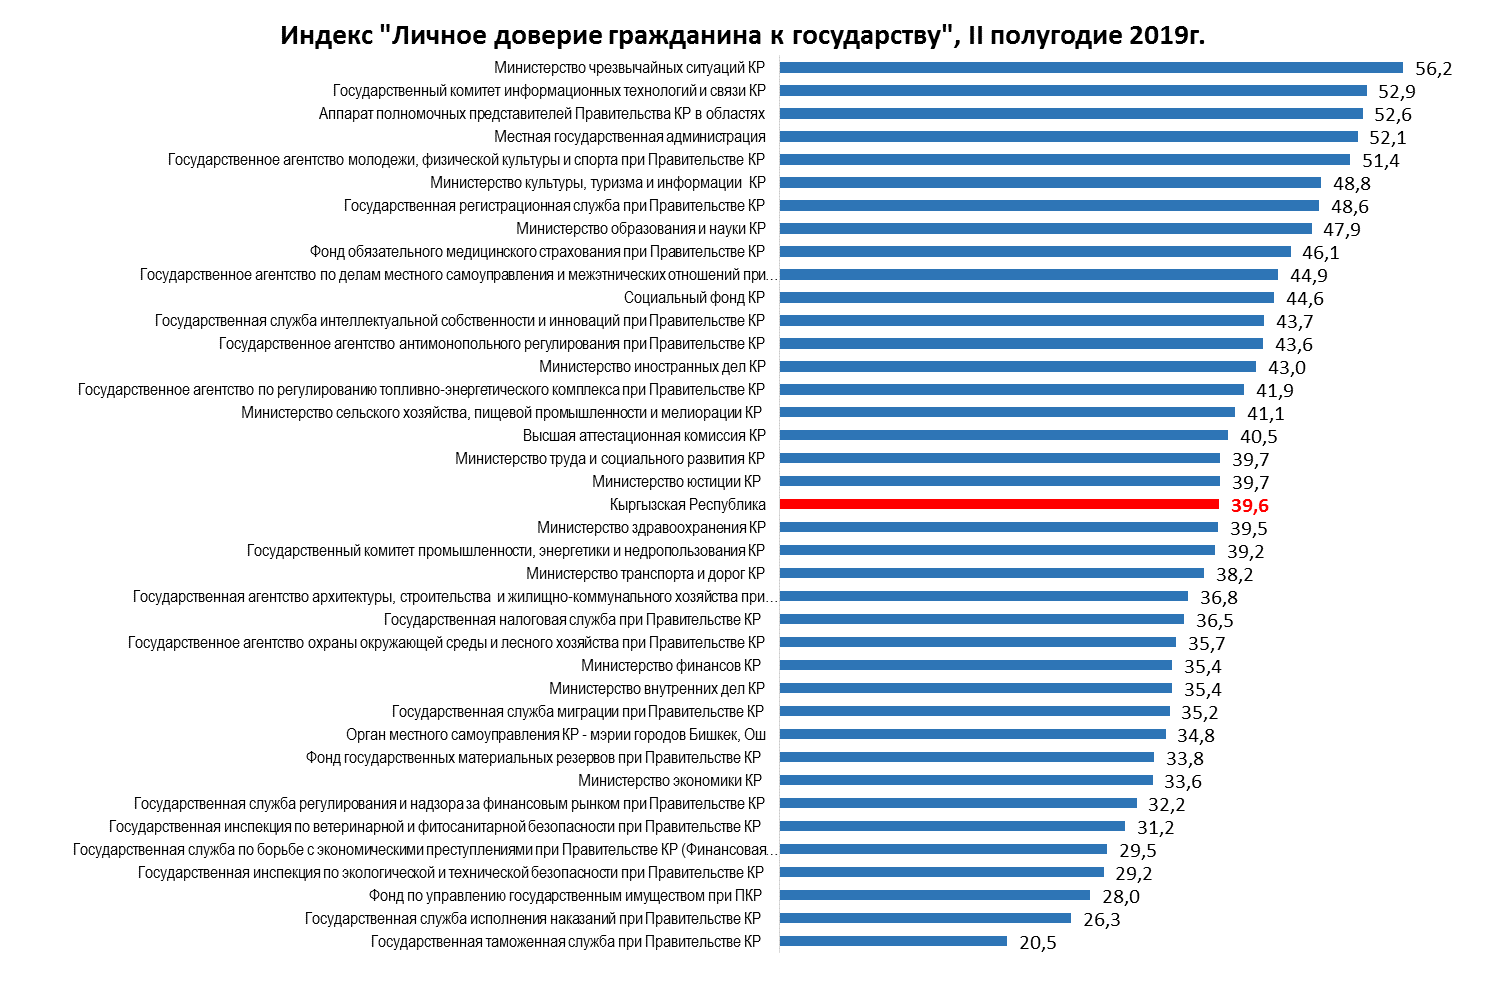 Индекс "Личное доверие гражданина к государству", II полугодие 2019г.
Министерство чрезвычайных ситуаций КР 56,2
Государственный комитет информационных технологий и связи КР 52,9
Аппарат полномочных представителей Правительства КР в областях 52,6
Местная государственная администрация 52,1
Государственное агентство молодежи, физической культуры и спорта при Правительстве КР 51,4
Министерство культуры, туризма и информации КР 48,8
Государственная регистрационная служба при Правительстве КР 48,6
Министерство образования и науки КР 47,9
Фонд обязательного медицинского страхования при Правительстве КР 46,1
Государственное агентство по делам местного самоуправления и межэтнических отношений при... 44,9
Социальный фонд КР 44,6
Государственная служба интеллектуальной собственности и инноваций при Правительстве КР 43,7
Государственное агентство антимонопольного регулирования при Правительстве КР 43,6
Министерство иностранных дел КР 43,0
Государственное агентство по регулированию топливно-энергетического комплекса при Правительстве КР 41,9
Министерство сельского хозяйства, пищевой промышленности и мелиорации КР 41,1
Высшая аттестационная комиссия КР 40,5
Министерство труда и социального развития КР 39,7
Министерство юстиции КР 39,7
Кыргызская Республика 39,6
Министерство здравоохранения КР 39,5
Государственный комитет промышленности, энергетики и недропользования КР 39,2
Министерство транспорта и дорог КР 38,2
Государственная агентство архитектуры, строительства и жилищно-коммунального хозяйства при... 36,8
Государственная налоговая служба при Правительстве КР 36,5
Государственное агентство охраны окружающей среды и лесного хозяйства при Правительстве КР 35,7
Министерство финансов КР 35,4
Министерство внутренних дел КР 35,4
Государственная служба миграции при Правительстве КР 35,2
Орган местного самоуправления КР - мэрии городов Бишкек, Ош 34,8
Фонд государственных материальных резервов при Правительстве КР 33,8
Министерство экономики КР 33,6
Государственная служба регулирования и надзора за финансовым рынком при Правительстве КР 32,2
Государственная инспекция по ветеринарной и фитосанитарной безопасности при Правительстве КР 31,2
Государственная служба по борьбе с экономическими преступлениями при Правительстве КР (Финансовая... 29,5
Государственная инспекция по экологической и технической безопасности при Правительстве КР 29,2
Фонд по управлению государственным имуществом при ПКР 28,0
Государственная служба исполнения наказаний при Правительстве КР 26,3
Государственная таможенная служба при Правительстве КР 20,5